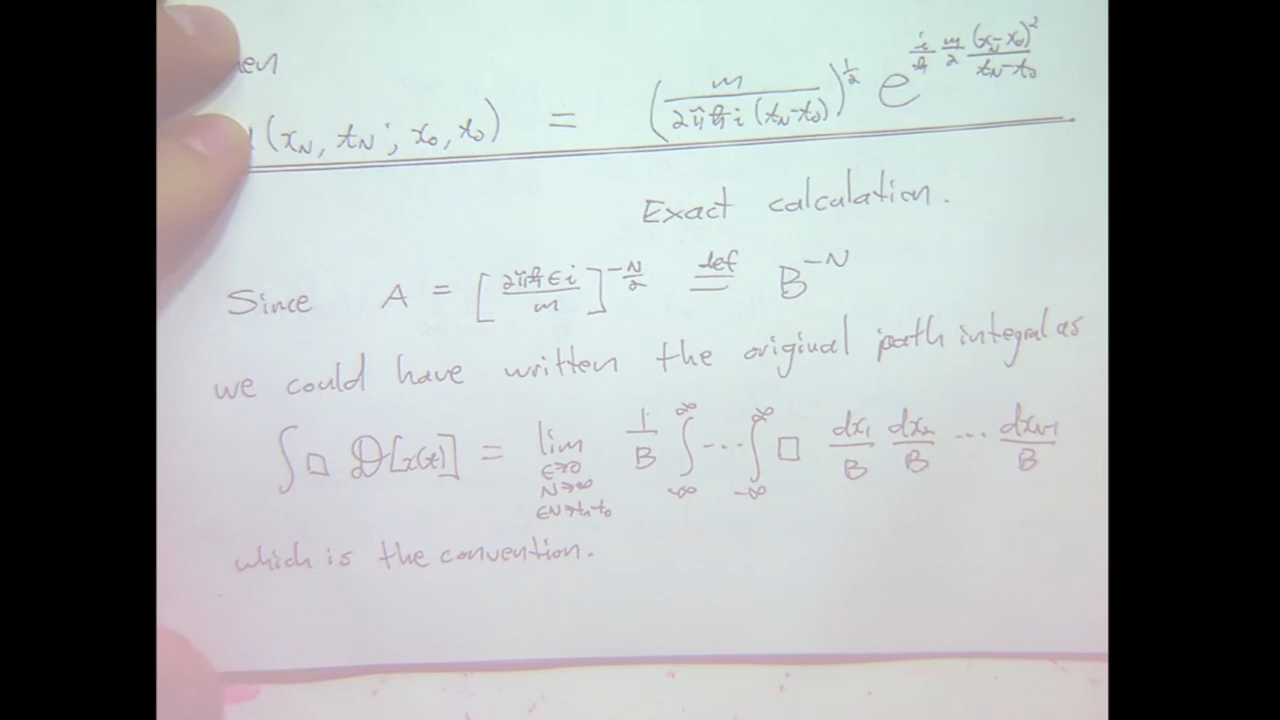 en
(x_N, t_N; x_0, t_0) = (m / 2πħi(t_N-t_0))^{1/2} e^{i/ħ m/2 (x_N-x_0)^2 / t_N-t_0}
Exact calculation.
Since A = [2πħεi / m]^{-N/2} def= B^{-N}
we could have written the original path integral as
∫□ D[x(t)] = lim_{ε→0 N→∞ εN→t_N-t_0} 1/B ∫_{-∞}^{∞} ... ∫_{-∞}^{∞} □ dx_1/B dx_2/B ... dx_{N-1}/B
which is the convention.